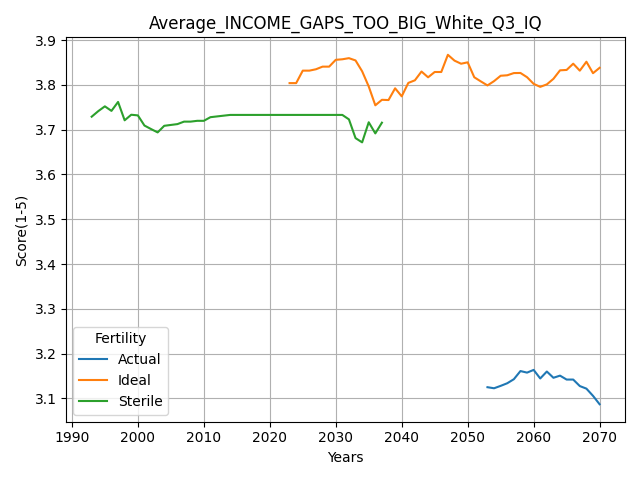 Average_INCOME_GAPS_TOO_BIG_White_Q3_IQ
Score(1-5)
3.9
3.8
3.7
3.6
3.5
3.4
3.3
3.2
3.1
Fertility
Actual
Ideal
Sterile
1990 2000 2010 2020 2030 2040 2050 2060 2070
Years